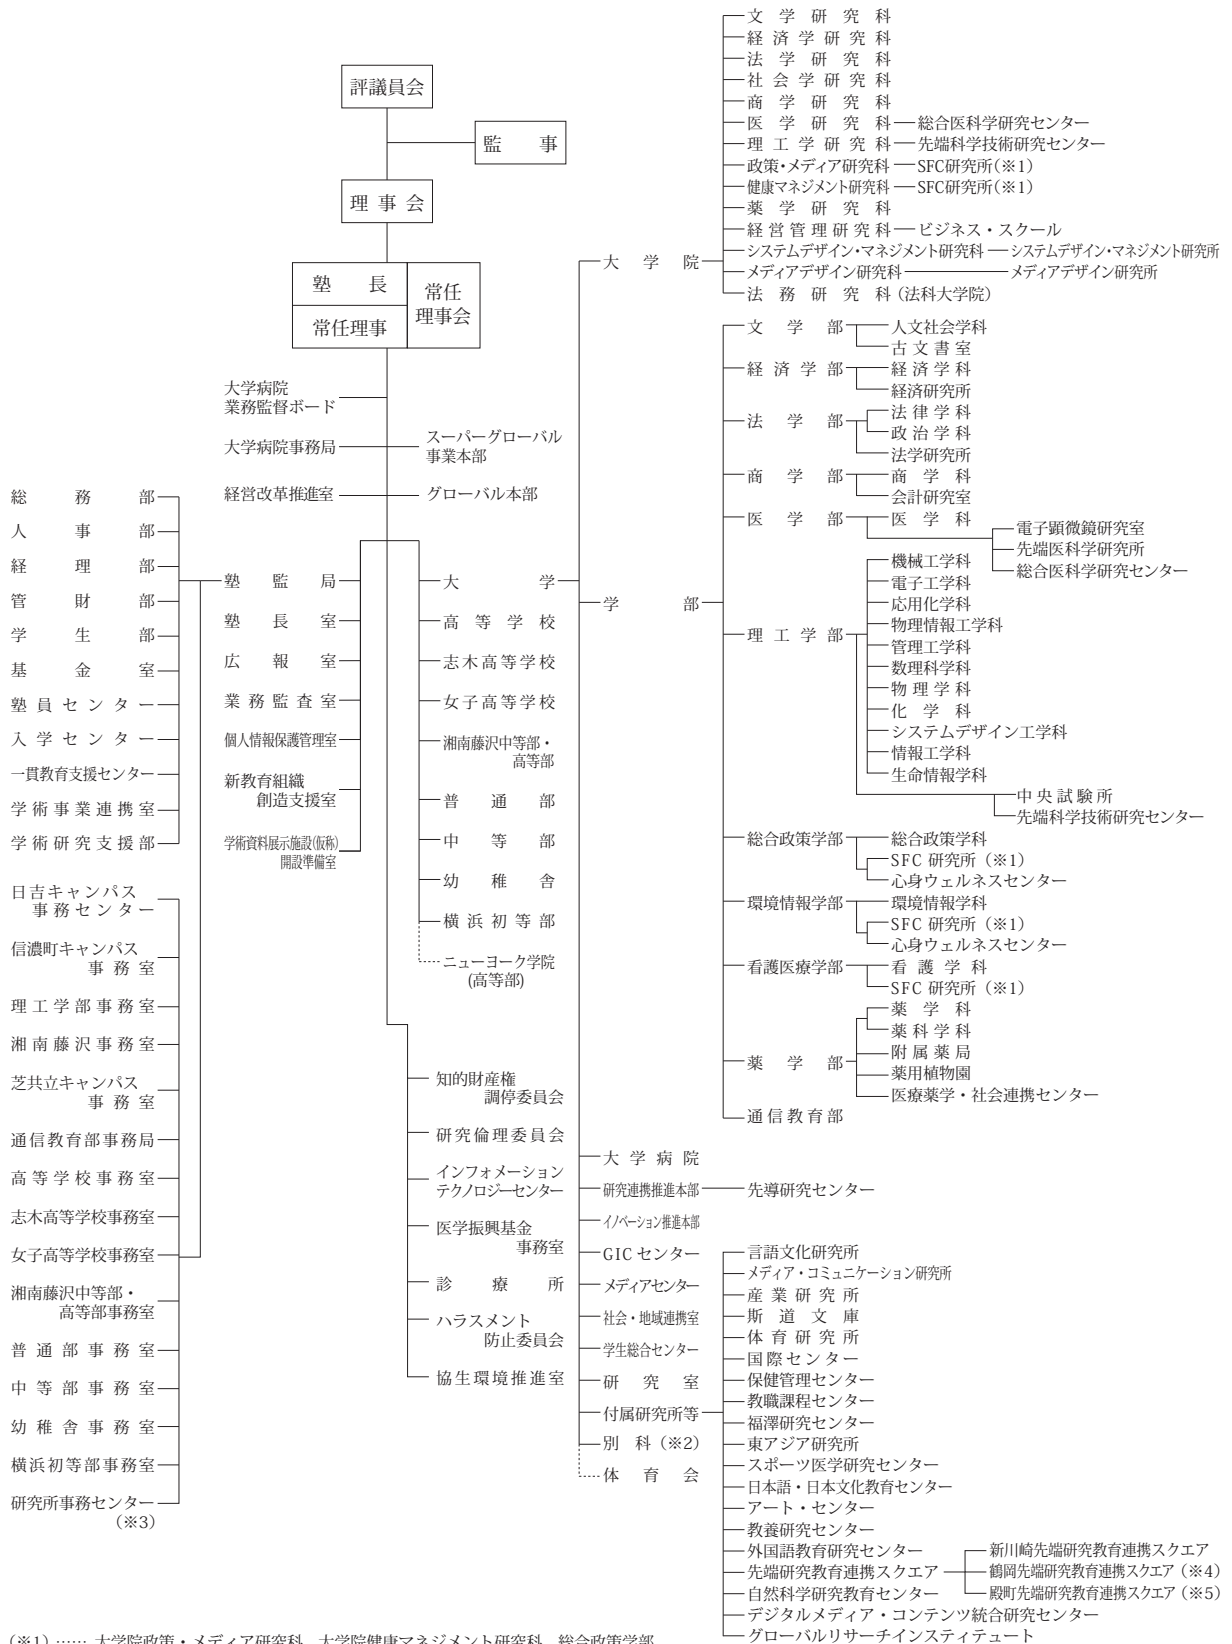 評議員会
監事
理事会
塾長
常任理事
常任
理事会
大学病院
業務監督ボード
大学病院事務局
スーパーグローバル
事業本部
経営改革推進室
グローバル本部
総務部
人事部
経理部
管財部
学生部
基金室
塾員センター
入学センター
一貫教育支援センター
学術事業連携室
学術研究支援部
日吉キャンパス
事務センター
信濃町キャンパス
事務室
理工学部事務室
湘南藤沢事務室
芝共立キャンパス
事務室
通信教育部事務局
高等学校事務室
志木高等学校事務室
女子高等学校事務室
湘南藤沢中等部・
高等部事務室
普通部事務室
中等部事務室
幼稚舎事務室
横浜初等部事務室
研究所事務センター
(※3)
塾監局
塾長室
広報室
業務監査室
個人情報保護管理室
新教育組織
創造支援室
学術資料展示施設(仮称)
開設準備室
大学
高等学校
志木高等学校
女子高等学校
湘南藤沢中等部・
高等部
普通部
中等部
幼稚舎
横浜初等部
ニューヨーク学院
(高等部)
知的財産権
調停委員会
研究倫理委員会
インフォメーション
テクノロジーセンター
医学振興基金
事務室
診療所
ハラスメント
防止委員会
協生環境推進室
大学院
文学研究科
経済学研究科
法学研究科
社会学研究科
商学研究科
医学研究科 総合医科学研究センター
理工学研究科 先端科学技術研究センター
政策・メディア研究科 SFC研究所(※1)
健康マネジメント研究科 SFC研究所(※1)
薬学研究科
経営管理研究科 ビジネス・スクール
システムデザイン・マネジメント研究科 システムデザイン・マネジメント研究所
メディアデザイン研究科 メディアデザイン研究所
法務研究科(法科大学院)
学部
文学部 人文社会学科
古文書室
経済学部 経済学科
経済研究所
法学部 法律学科
政治学科
法学研究所
商学部 商学科
会計研究室
医学部 医学科
電子顕微鏡研究室
先端医科学研究所
総合医科学研究センター
理工学部
機械工学科
電子工学科
応用化学科
物理情報工学科
管理工学科
数理科学科
物理学科
化学科
システムデザイン工学科
情報工学科
生命情報学科
中央試験所
先端科学技術研究センター
総合政策学部 総合政策学科
SFC 研究所(※1)
心身ウェルネスセンター
環境情報学部 環境情報学科
SFC 研究所(※1)
心身ウェルネスセンター
看護医療学部 看護学科
SFC 研究所(※1)
薬学部
薬学科
薬科学科
附属薬局
薬用植物園
医療薬学・社会連携センター
通信教育部
大学病院
研究連携推進本部 先導研究センター
イノベーション推進本部
GIC センター
メディアセンター
社会・地域連携室
学生総合センター
研究室
付属研究所等
別科(※2)
体育会
言語文化研究所
メディア・コミュニケーション研究所
産業研究所
斯道文庫
体育研究所
国際センター
保健管理センター
教職課程センター
福澤研究センター
東アジア研究所
スポーツ医学研究センター
日本語・日本文化教育センター
アート・センター
教養研究センター
外国語教育研究センター
先端研究教育連携スクエア
新川崎先端研究教育連携スクエア
鶴岡先端研究教育連携スクエア(※4)
殿町先端研究教育連携スクエア(※5)
自然科学研究教育センター
デジタルメディア・コンテンツ統合研究センター
グローバルリサーチインスティテュート
(※1) …… 大学院政策・メディア研究科、大学院健康マネジメント研究科、総合政策学部、